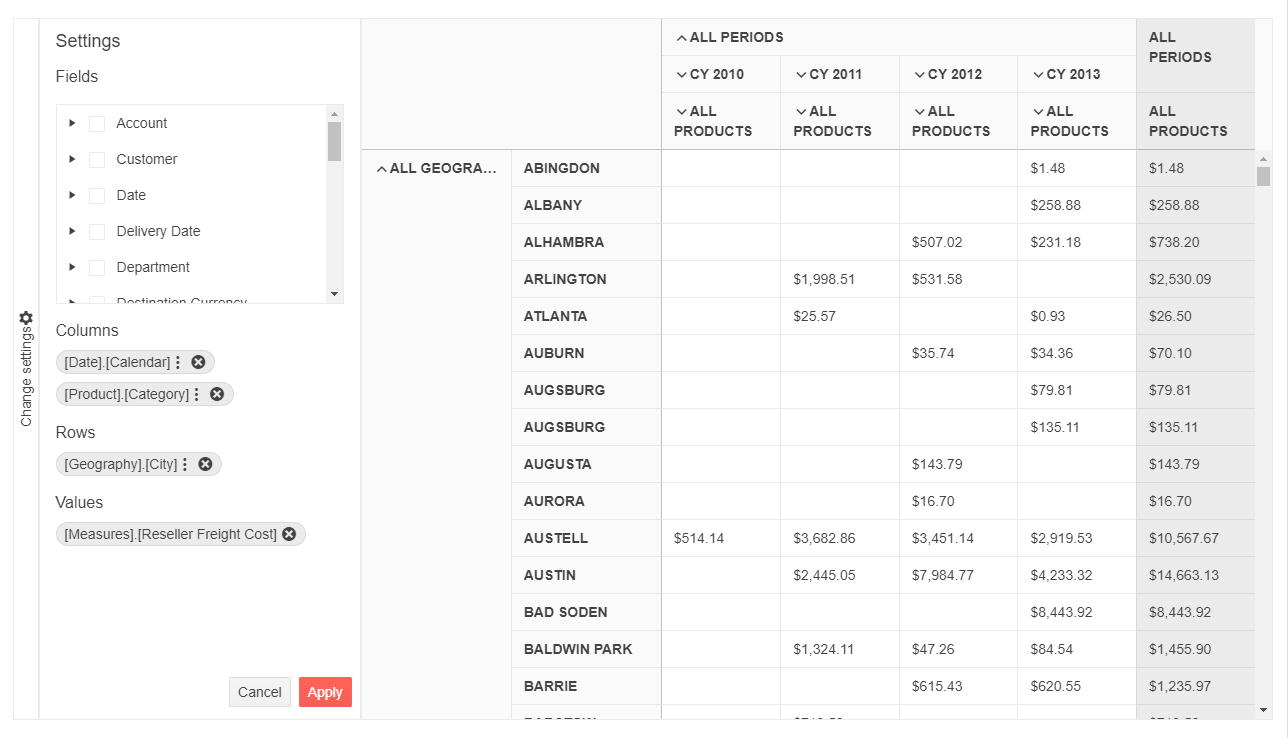 Change settings
Settings
Fields
Account
Customer
Date
Delivery Date
Department
Destination Currency
Columns
[Date].[Calendar]
[Product].[Category]
Rows
[Geography].[City]
Values
[Measures].[Reseller Freight Cost]
Cancel Apply
ALL PERIODS ALL PERIODS
CY 2010 CY 2011 CY 2012 CY 2013
ALL PRODUCTS ALL PRODUCTS ALL PRODUCTS ALL PRODUCTS ALL PRODUCTS
ALL GEOGRA... ABINGDON $1.48 $1.48
ALBANY $258.88 $258.88
ALHAMBRA $507.02 $231.18 $738.20
ARLINGTON $1,998.51 $531.58 $2,530.09
ATLANTA $25.57 $0.93 $26.50
AUBURN $35.74 $34.36 $70.10
AUGSBURG $79.81 $79.81
AUGSBURG $135.11 $135.11
AUGUSTA $143.79 $143.79
AURORA $16.70 $16.70
AUSTELL $514.14 $3,682.86 $3,451.14 $2,919.53 $10,567.67
AUSTIN $2,445.05 $7,984.77 $4,233.32 $14,663.13
BAD SODEN $8,443.92 $8,443.92
BALDWIN PARK $1,324.11 $47.26 $84.54 $1,455.90
BARRIE $615.43 $620.55 $1,235.97